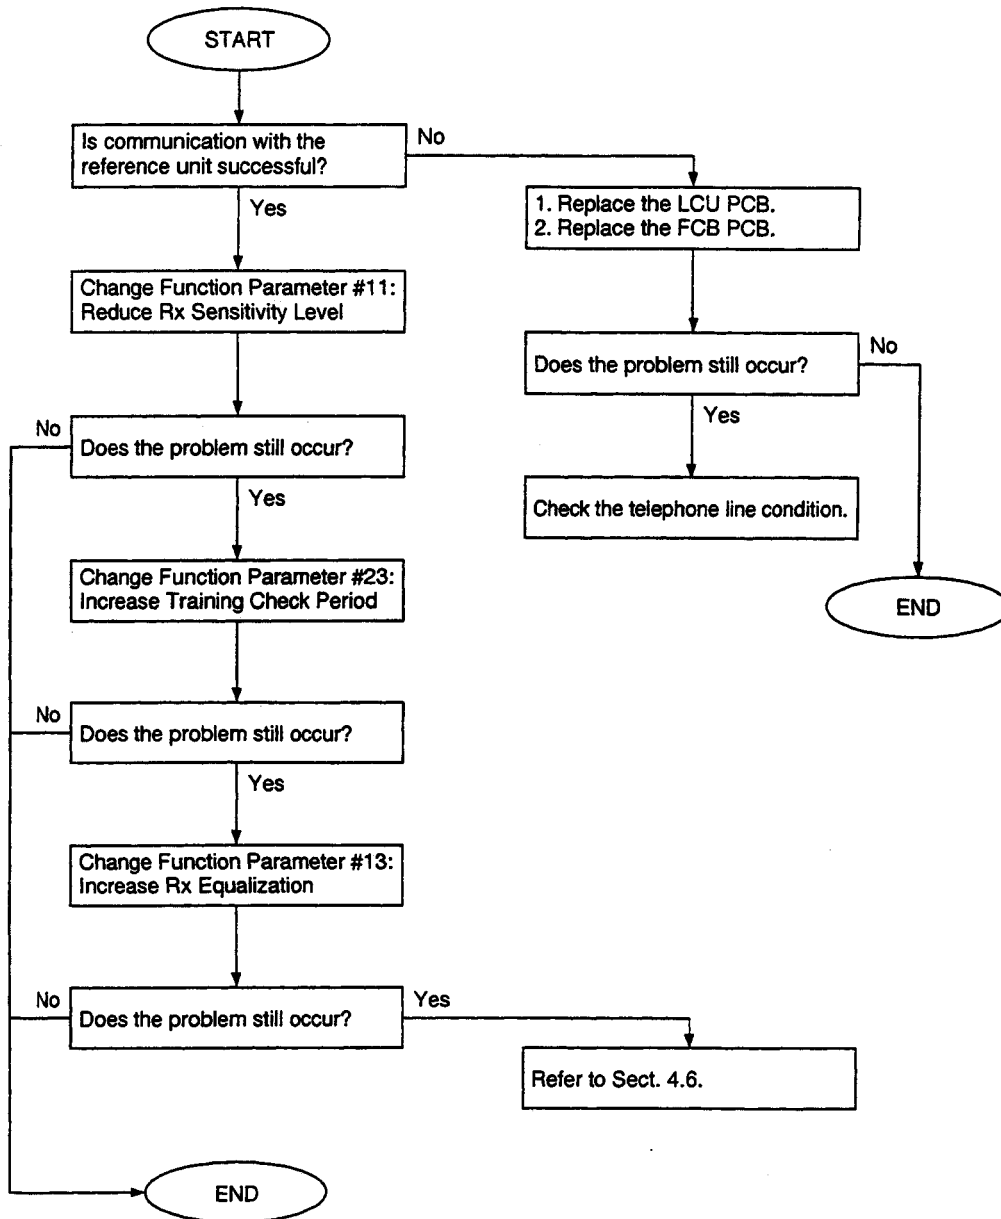 START
Is communication with the
reference unit successful?
No
Yes
1. Replace the LCU PCB.
2. Replace the FCB PCB.
Change Function Parameter #11:
Reduce Rx Sensitivity Level
Does the problem still occur?
No
Yes
No
Does the problem still occur?
Yes
Check the telephone line condition.
Change Function Parameter #23:
Increase Training Check Period
END
No
Does the problem still occur?
Yes
Change Function Parameter #13:
Increase Rx Equalization
No
Does the problem still occur?
Yes
Refer to Sect. 4.6.
END